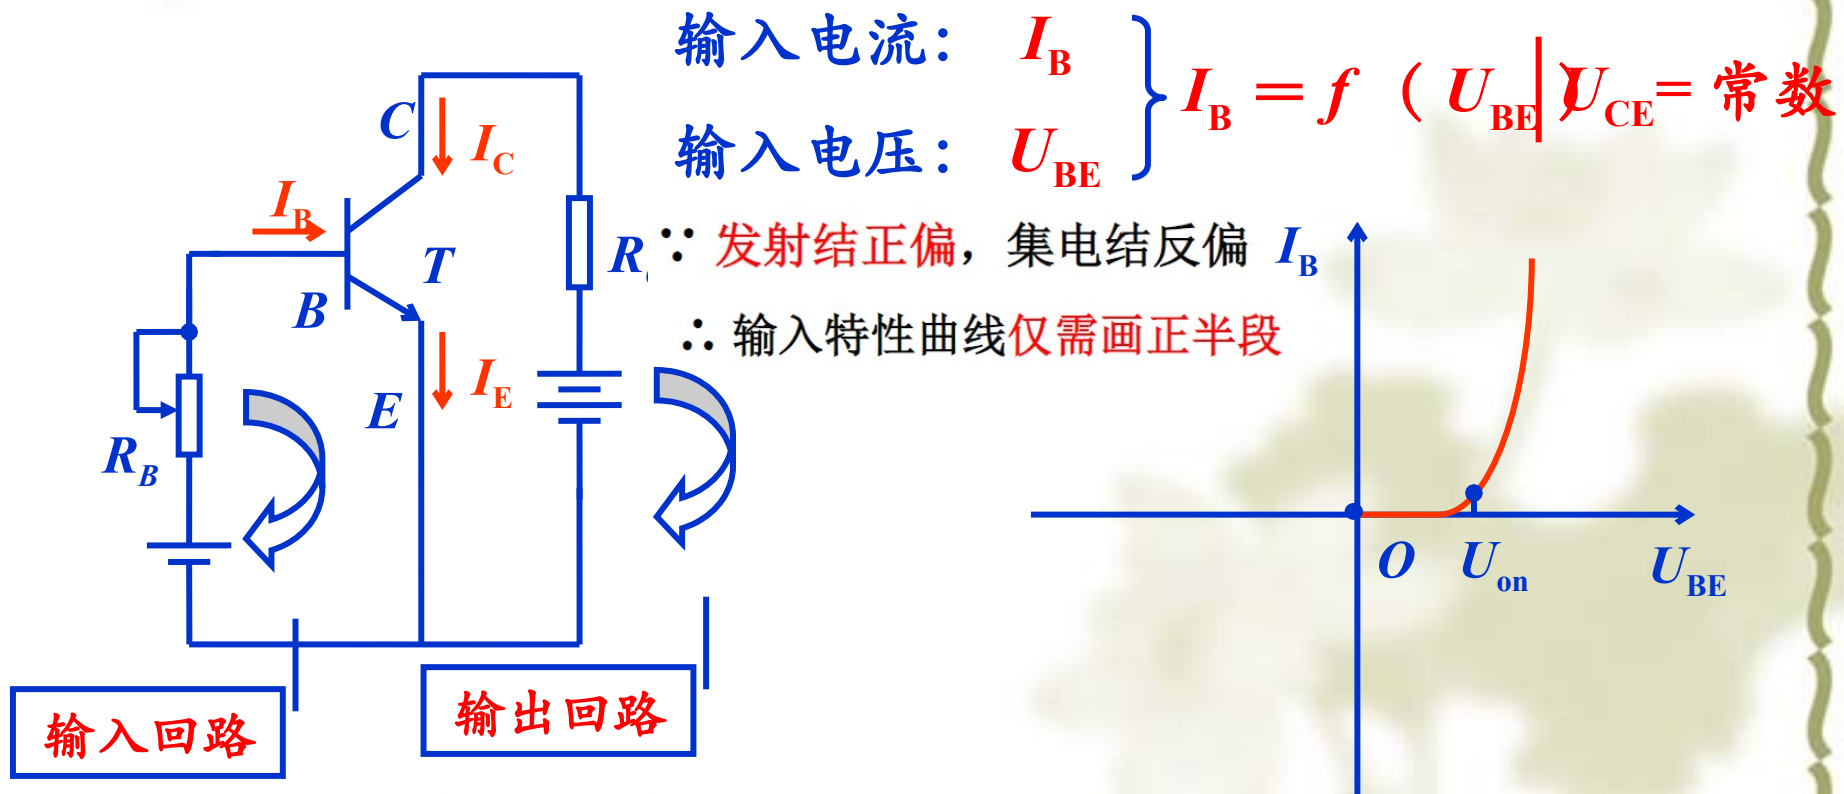 输入电流： IB
IB ＝ f （ UBE ）| UCE = 常数
输入电压： UBE
∵ 发射结正偏，集电结反偏
∴ 输入特性曲线仅需画正半段
C
IC
IB
T
B
R
IE
E
RB
输入回路
输出回路
IB
O
Uon
UBE